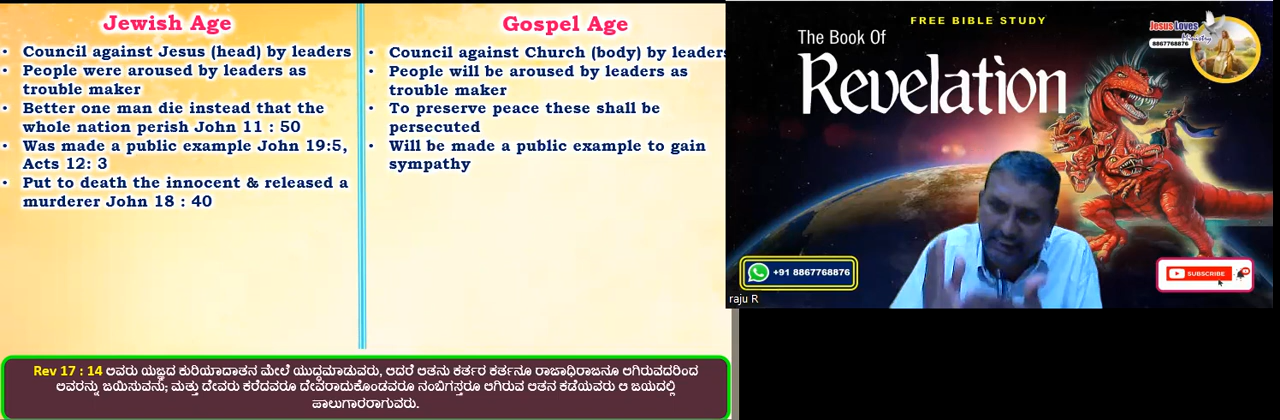 Jewish Age
• Council against Jesus (head) by leaders
• People were aroused by leaders as
trouble maker
• Better one man die instead that the
whole nation perish John 11 : 50
• Was made a public example John 19:5,
Acts 12: 3
• Put to death the innocent & released a
murderer John 18 : 40
Gospel Age
• Council against Church (body) by leaders
• People will be aroused by leaders as
trouble maker
• To preserve peace these shall be
persecuted
• Will be made a public example to gain
sympathy
Rev 17 : 14 ಅವರು ಯಜ್ಞದ ಕುರಿಯಾದಾತನ ಮೇಲೆ ಯುದ್ಧಮಾಡುವರು, ಆದರೆ ಆತನು ಕರ್ತರ ಕರ್ತನೂ ರಾಜಾಧಿರಾಜನೂ ಆಗಿರುವದರಿಂದ
ಅವರನ್ನು ಜಯಿಸುವನು; ಮತ್ತು ದೇವರು ಕರೆದವರೂ ದೇವರಾದುಕೊಂಡವರೂ ನಂಬಿಗಸ್ತರೂ ಆಗಿರುವ ಆತನ ಕಡೆಯವರು ಆ ಜಯದಲ್ಲಿ
ಪಾಲುಗಾರರಾಗುವರು.
FREE BIBLE STUDY
The Book Of
Revelation
Jesus Loves
Ministry
8867768876
+91 8867768876
SUBSCRIBE
raju R